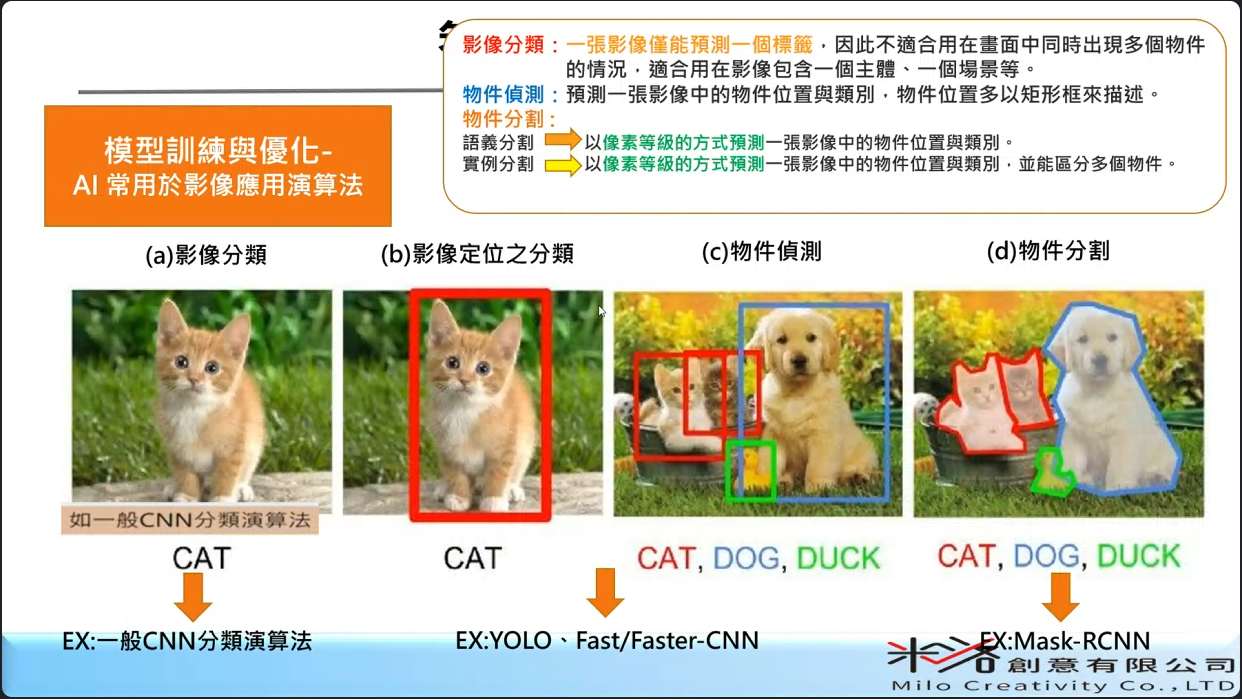 影像分類：一張影像僅能預測一個標籤，因此不適合用在畫面中同時出現多個物件
的情況，適合用在影像包含一個主體、一個場景等。
物件偵測：預測一張影像中的物件位置與類別，物件位置多以矩形框來描述。
物件分割：
語義分割 以像素等級的方式預測一張影像中的物件位置與類別。
實例分割 以像素等級的方式預測一張影像中的物件位置與類別，並能區分多個物件。
模型訓練與優化-
AI 常用於影像應用演算法
(a)影像分類
(b)影像定位之分類
(c)物件偵測
(d)物件分割
如一般CNN分類演算法
CAT
CAT
CAT, DOG, DUCK
CAT, DOG, DUCK
EX:一般CNN分類演算法
EX:YOLO、Fast/Faster-CNN
EX:Mask-RCNN
米洛創意有限公司
Milo Creativity Co.,LTD